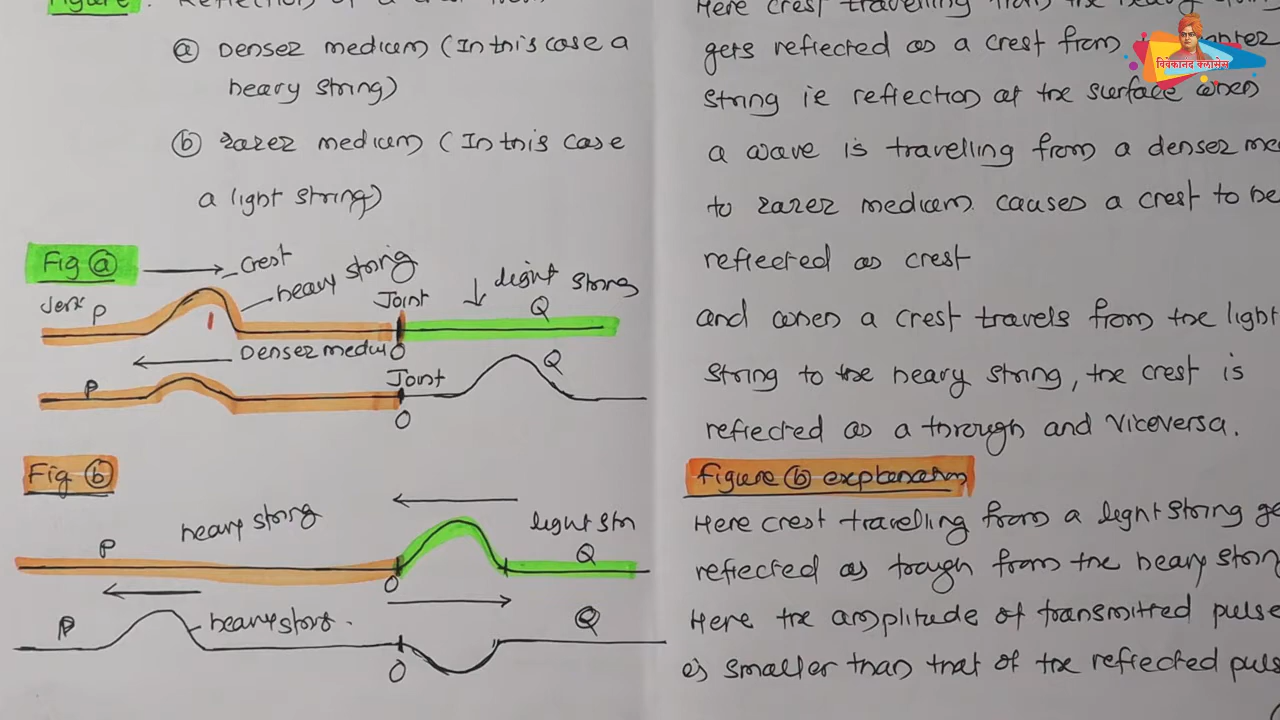 Figure : Reflection of a crest from
ⓐ Denser medium (In this case a
heavy string)
ⓑ rarer medium (In this case
a light string)
Fig ⓐ
crest
heavy string
light string
Jerk P
Joint
Q
Denser mediu
O
P
Joint
Q
O
Fig ⓑ
heavy string
light strin
P
Q
O
P
heavy string.
Q
O
Here crest travelling from the heavy string
gets reflected as a crest from
string ie reflection at the surface when
a wave is travelling from a denser me
to rarer medium causes a crest to be
reflected as crest
and when a crest travels from the light
string to the heavy string, the crest is
reflected as a through and viceversa.
Figure ⓑ explanation
Here crest travelling from a light string ge
reflected as trough from the heavy string
Here the amplitude of transmitted pulse
is smaller than that of the reflected puls
विवेकानंद क्लासेस